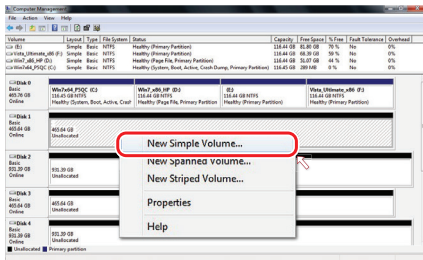 Computer Management
File Action View Help
Volume Layout Type File System Status Capacity Free Space % Free Fault Tolerance Overhead
(E:) Simple Basic NTFS Healthy (Primary Partition) 116.44 GB 81.80 GB 70 % No 0%
Vista_Ultimate_x86 (F:) Simple Basic NTFS Healthy (Primary Partition) 116.44 GB 68.39 GB 59 % No 0%
Win7_x86_HP (D:) Simple Basic NTFS Healthy (Page File, Primary Partition) 116.44 GB 51.07 GB 44 % No 0%
Win7x64_PSQC (C:) Simple Basic NTFS Healthy (System, Boot, Active, Crash Dump, Primary Partition) 116.45 GB 289 MB 0 % No 0%
Disk 0
Basic
465.76 GB
Online
Win7x64_PSQC (C:)
116.45 GB NTFS
Healthy (System, Boot, Active, Crash
Win7_x86_HP (D:)
116.44 GB NTFS
Healthy (Page File, Primary Partition
(E:)
116.44 GB NTFS
Healthy (Primary Partition)
Vista_Ultimate_x86 (F:)
116.44 GB NTFS
Healthy (Primary Partition)
Disk 1
Basic
465.64 GB
Online
465.64 GB
Unallocated
New Simple Volume...
New Spanned Volume...
New Striped Volume...
Properties
Help
Disk 2
Basic
931.39 GB
Online
931.39 GB
Unallocated
Disk 3
Basic
465.64 GB
Online
465.64 GB
Unallocated
Disk 4
Basic
931.39 GB
Online
931.39 GB
Unallocated
Unallocated Primary partition